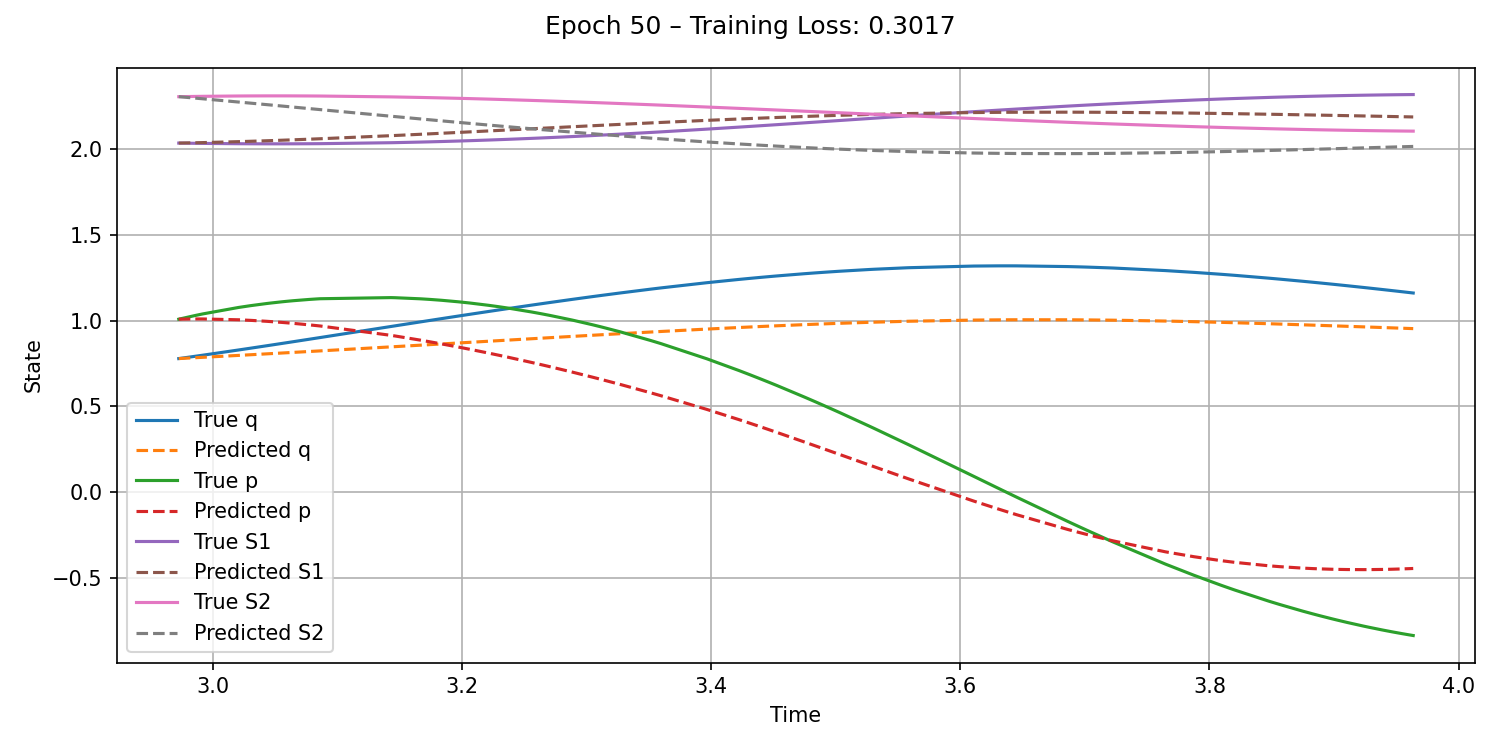 Epoch 50 – Training Loss: 0.3017
State
2.0
1.5
1.0
0.5
0.0
−0.5
True q
Predicted q
True p
Predicted p
True S1
Predicted S1
True S2
Predicted S2
3.0 3.2 3.4 3.6 3.8 4.0
Time